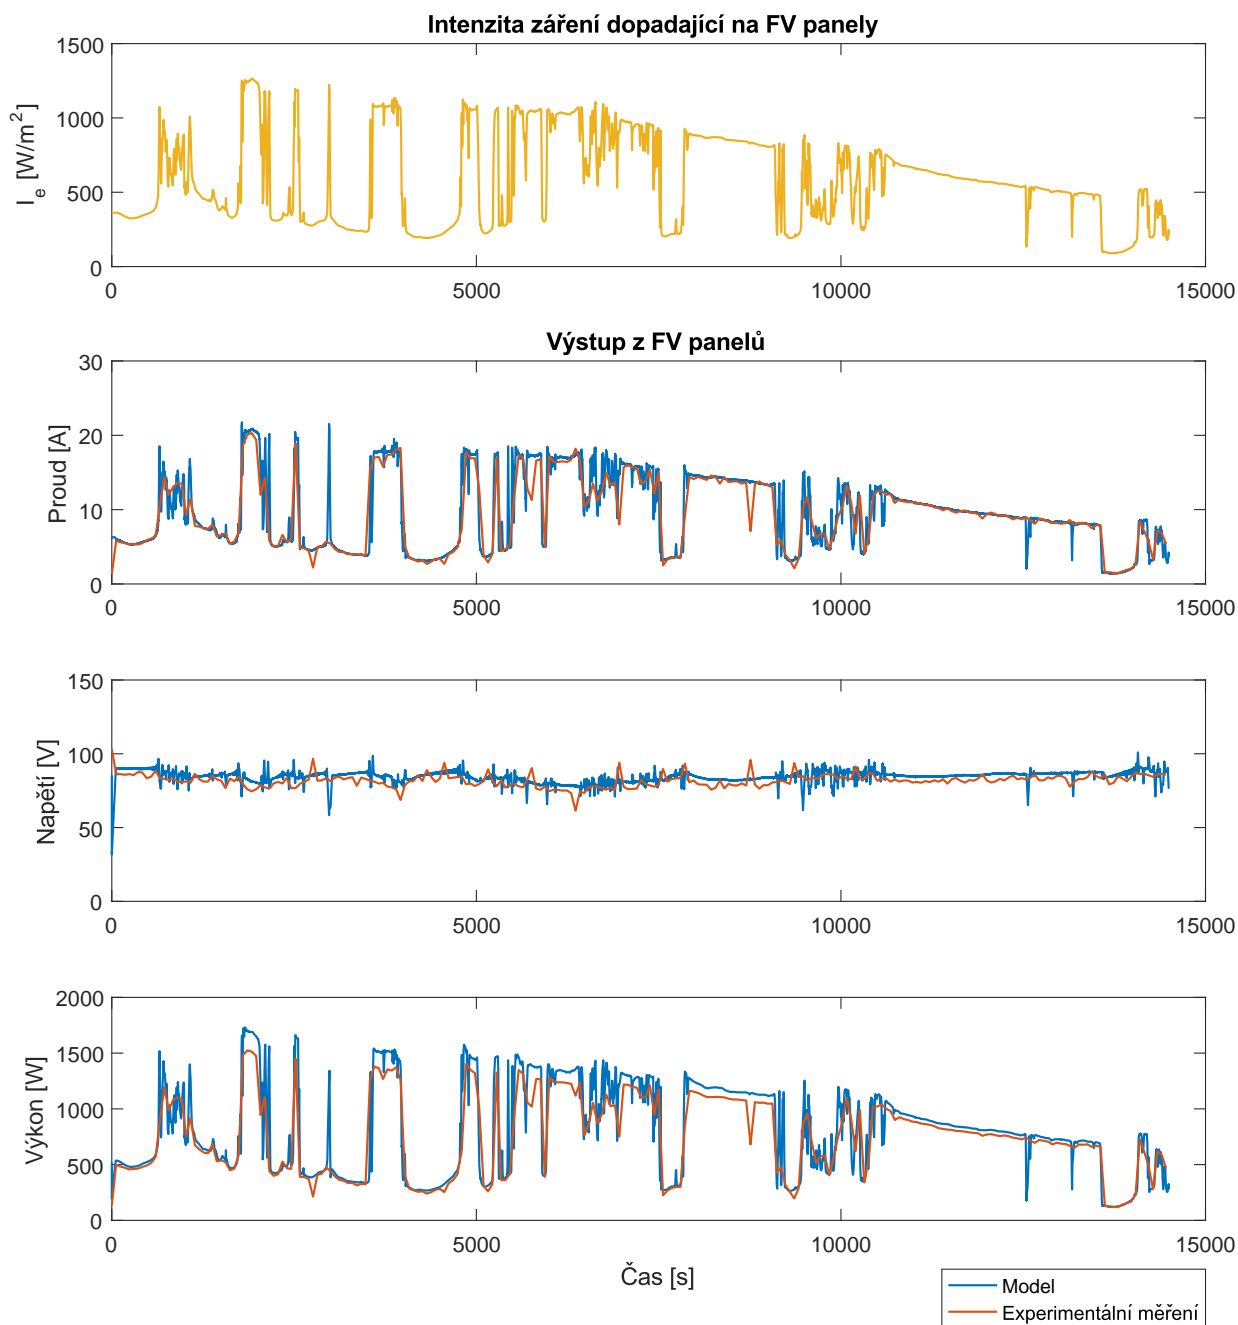 Intenzita záření dopadající na FV panely
1500
1000
500
0
I_e [W/m^2]
0 5000 10000 15000
Výstup z FV panelů
30
20
10
0
Proud [A]
0 5000 10000 15000
150
100
50
0
Napětí [V]
0 5000 10000 15000
2000
1500
1000
500
0
Výkon [W]
0 5000 10000 15000
Čas [s]
Model
Experimentální měření